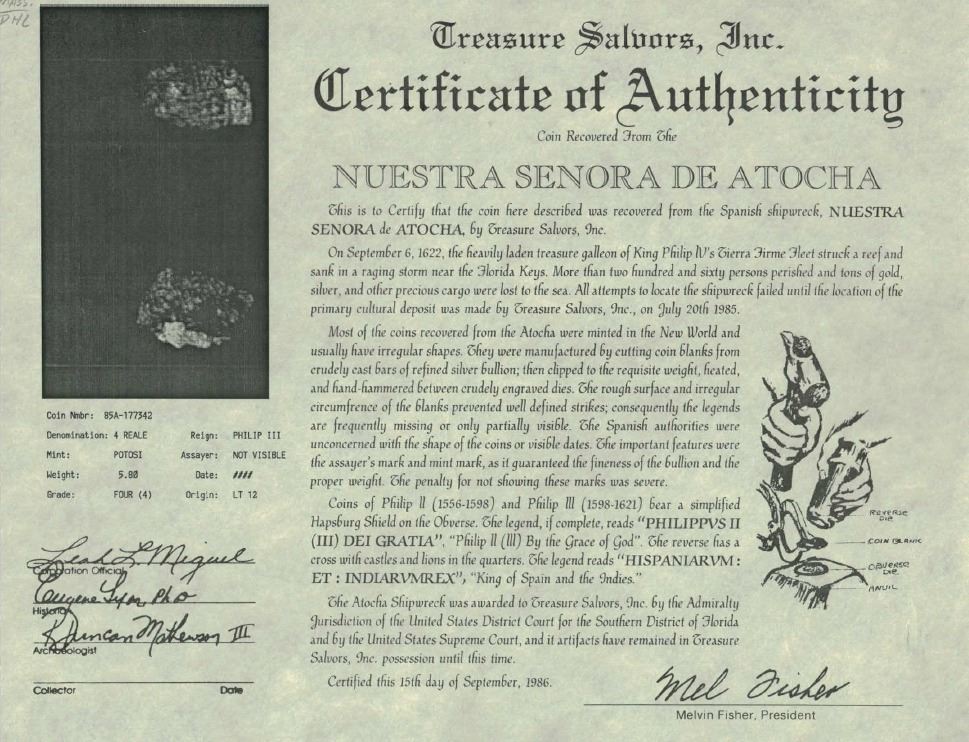 Treasure Salvors, Inc.
Certificate of Authenticity
Coin Recovered From The
NUESTRA SENORA DE ATOCHA
This is to Certify that the coin here described was recovered from the Spanish shipwreck, NUESTRA
SENORA de ATOCHA, by Treasure Salvors, Inc.
On September 6, 1622, the heavily laden treasure galleon of King Philip IV's Tierra Firme Fleet struck a reef and
sank in a raging storm near the Florida Keys. More than two hundred and sixty persons perished and tons of gold,
silver, and other precious cargo were lost to the sea. All attempts to locate the shipwreck failed until the location of the
primary cultural deposit was made by Treasure Salvors, Inc., on July 20th 1985.
Most of the coins recovered from the Atocha were minted in the New World and
usually have irregular shapes. They were manufactured by cutting coin blanks from
crudely cast bars of refined silver bullion; then clipped to the requisite weight, heated,
and hand-hammered between crudely engraved dies. The rough surface and irregular
circumfrence of the blanks prevented well defined strikes; consequently the legends
are frequently missing or only partially visible. The Spanish authorities were
unconcerned with the shape of the coins or visible dates. The important features were
the assayer's mark and mint mark, as it guaranteed the fineness of the bullion and the
proper weight. The penalty for not showing these marks was severe.
Coins of Philip ll (1556-1598) and Philip lll (1598-1621) bear a simplified
Hapsburg Shield on the Obverse. The legend, if complete, reads "PHILIPPVS II
(III) DEI GRATIA", "Philip ll (lll) By the Grace of God". The reverse has a
cross with castles and lions in the quarters. The legend reads "HISPANIARVM :
ET : INDIARVMREX", "King of Spain and the Indies."
The Atocha Shipwreck was awarded to Treasure Salvors, Inc. by the Admiralty
Jurisdiction of the United States District Court for the Southern District of Florida
and by the United States Supreme Court, and it artifacts have remained in Treasure
Salvors, Inc. possession until this time.
Certified this 15th day of September, 1986.
REVERSE
DIE
COIN BLANK
OBVERSE
DIE
ANVIL
Mel Fisher
Melvin Fisher, President
Coin Nmbr: 85A-177342
Denomination: 4 REALE Reign: PHILIP III
Mint: POTOSI Assayer: NOT VISIBLE
Weight: 5.80 Date: ####
Grade: FOUR (4) Origin: LT 12
Leah L. Miguel
Corporation Official
Eugene Lyon PhD
Historian
R Duncan Mathewson III
Archeologist
Collector Date